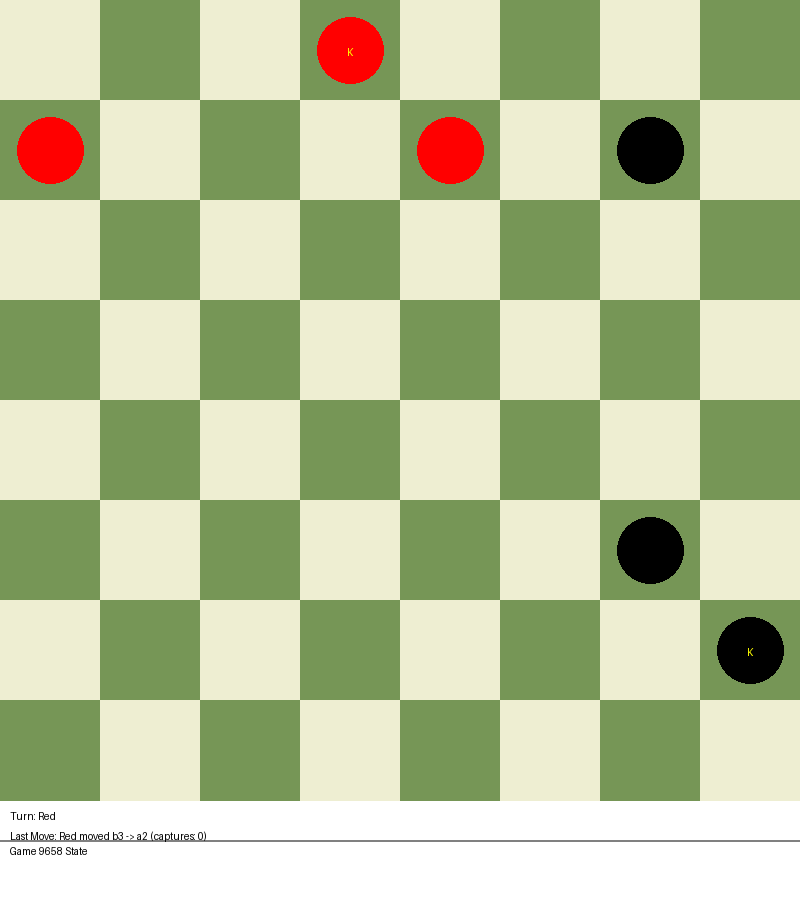 K
K
Turn: Red
Last Move: Red moved b3 -> a2 (captures: 0)
Game 9658 State